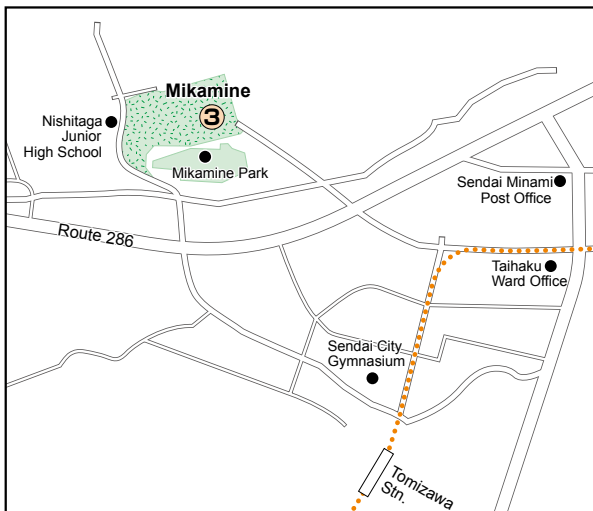 Mikamine
3
Nishitaga
Junior
High School
Mikamine Park
Sendai Minami
Post Office
Route 286
Taihaku
Ward Office
Sendai City
Gymnasium
Tomizawa
Stn.